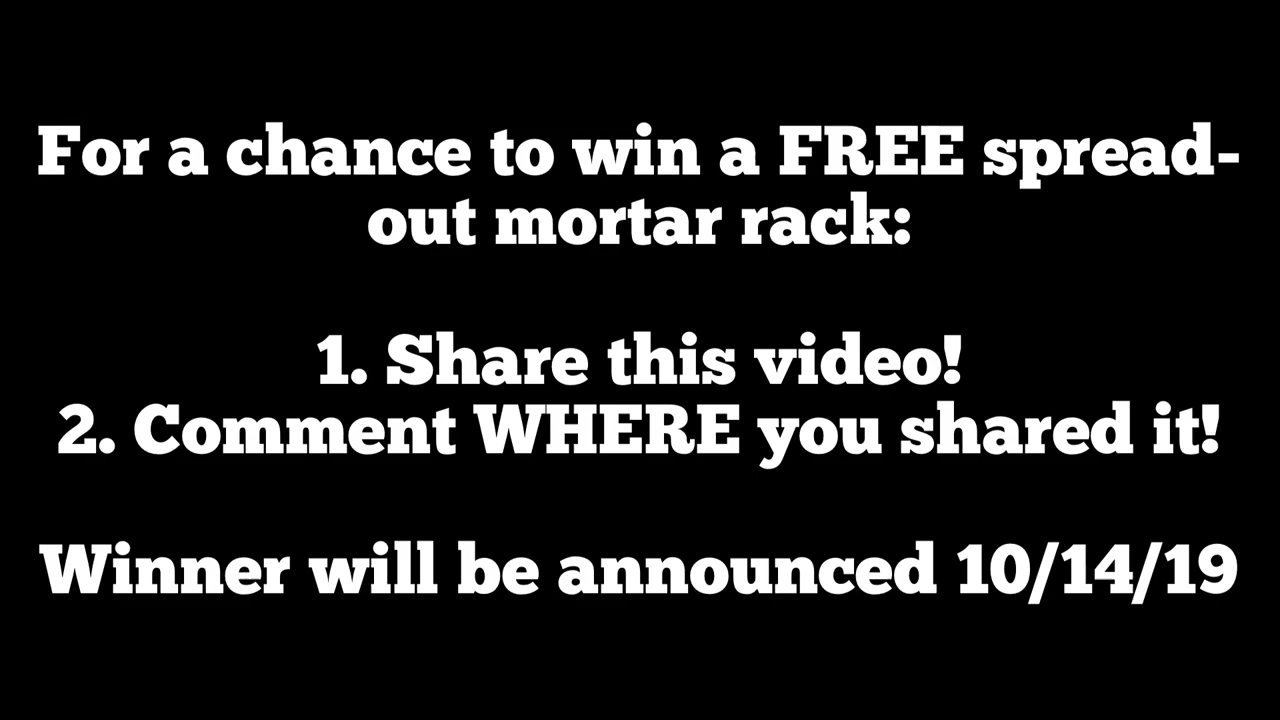 For a chance to win a FREE spread-
out mortar rack:
1. Share this video!
2. Comment WHERE you shared it!
Winner will be announced 10/14/19